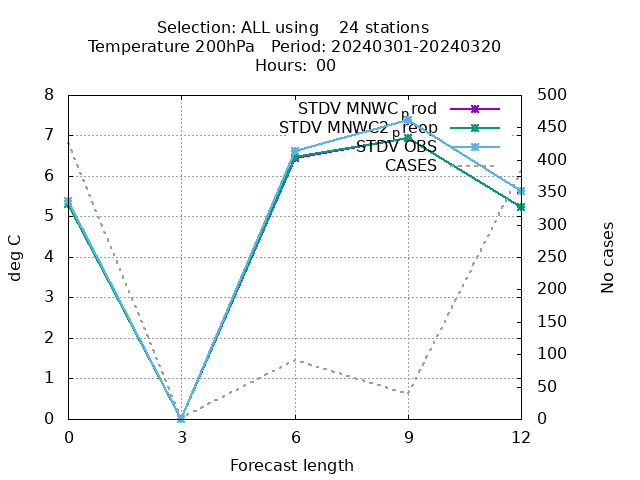 Selection: ALL using 24 stations
Temperature 200hPa Period: 20240301-20240320
Hours: 00
STDV MNWC_prod
STDV MNWC2_preop
STDV OBS
CASES
deg C
No cases
8
7
6
5
4
3
2
1
0
500
450
400
350
300
250
200
150
100
50
0
0 3 6 9 12
Forecast length